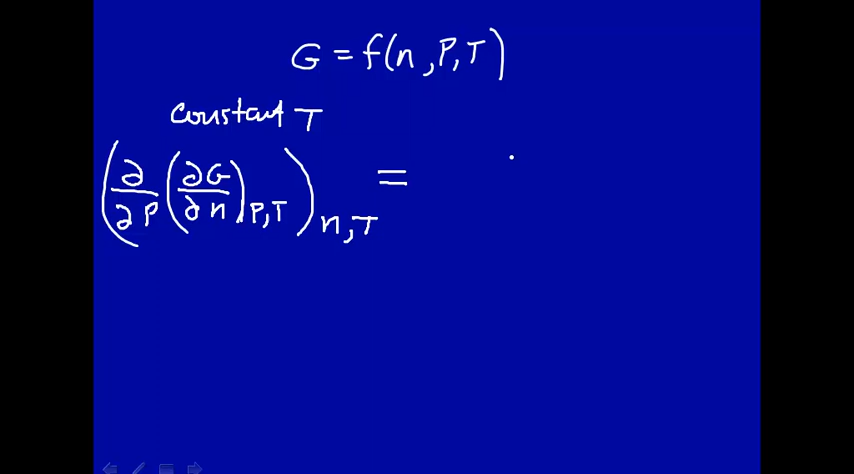 G = f(n, P, T)
constant T
(∂/∂P (∂G/∂n)P,T)n,T =